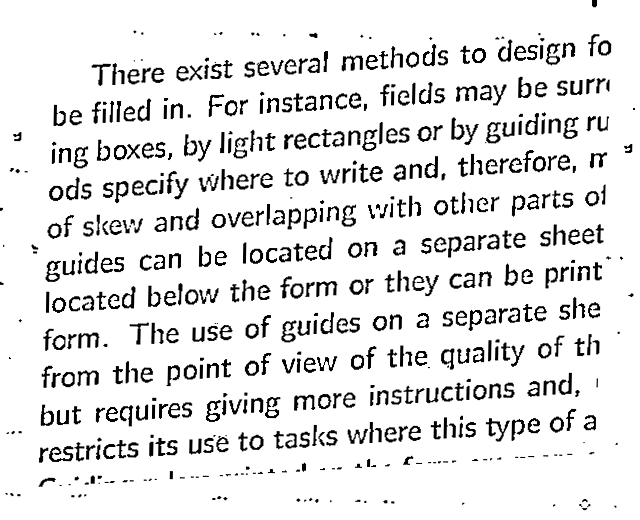 There exist several methods to design fo
be filled in. For instance, fields may be surr
ing boxes, by light rectangles or by guiding ru
ods specify where to write and, therefore, m
of skew and overlapping with other parts of
guides can be located on a separate sheet
located below the form or they can be print
form. The use of guides on a separate she
from the point of view of the quality of th
but requires giving more instructions and,
restricts its use to tasks where this type of a